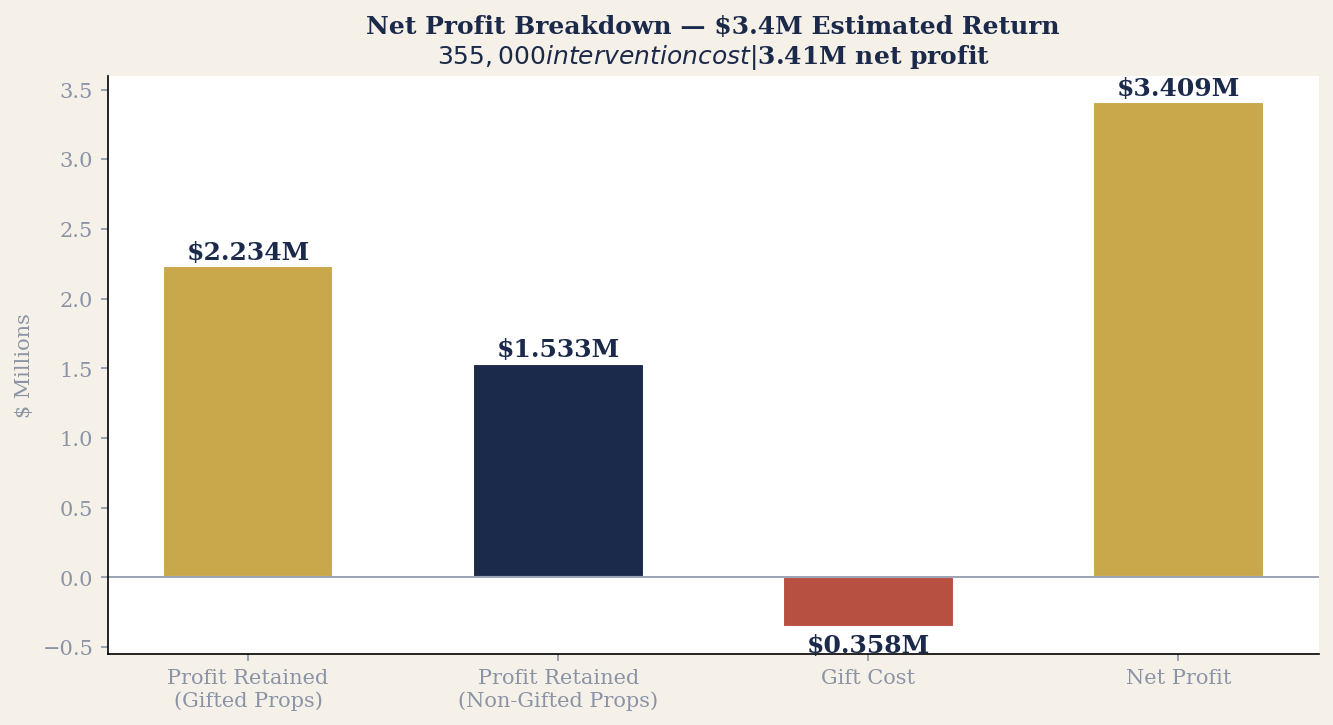 Net Profit Breakdown — $3.4M Estimated Return
355,000interventioncost|3.41M net profit
$ Millions
3.5
3.0
2.5
2.0
1.5
1.0
0.5
0.0
−0.5
$2.234M
$1.533M
$0.358M
$3.409M
Profit Retained
(Gifted Props)
Profit Retained
(Non-Gifted Props)
Gift Cost
Net Profit